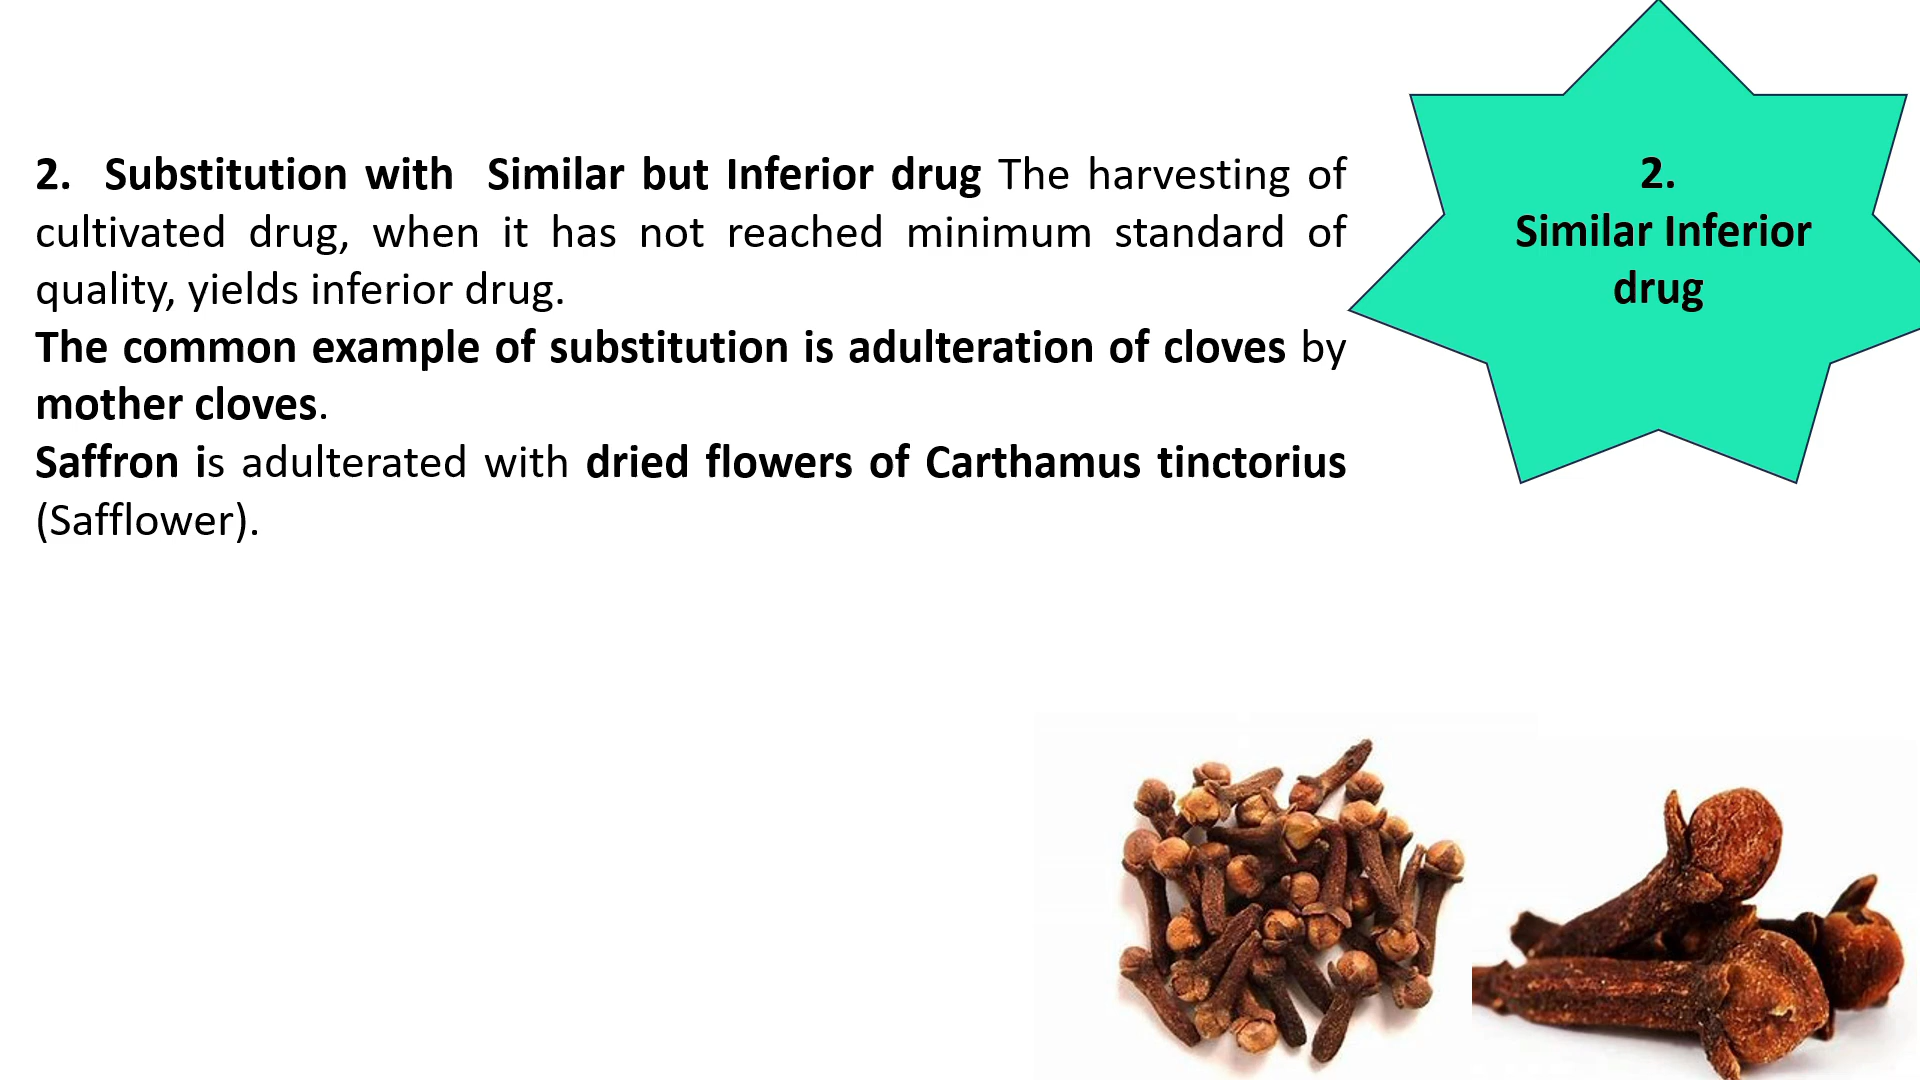 2. Substitution with Similar but Inferior drug The harvesting of
cultivated drug, when it has not reached minimum standard of
quality, yields inferior drug.
The common example of substitution is adulteration of cloves by
mother cloves.
Saffron is adulterated with dried flowers of Carthamus tinctorius
(Safflower).
2.
Similar Inferior
drug